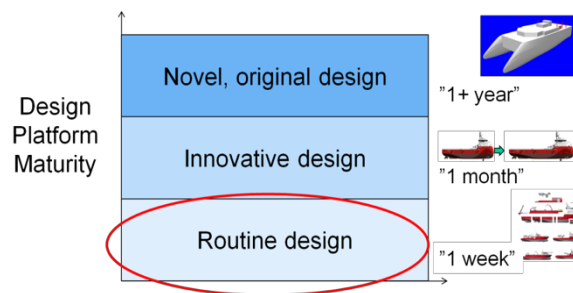 Novel, original design
"1+ year"
Design
Platform
Maturity
Innovative design
"1 month"
Routine design
"1 week"